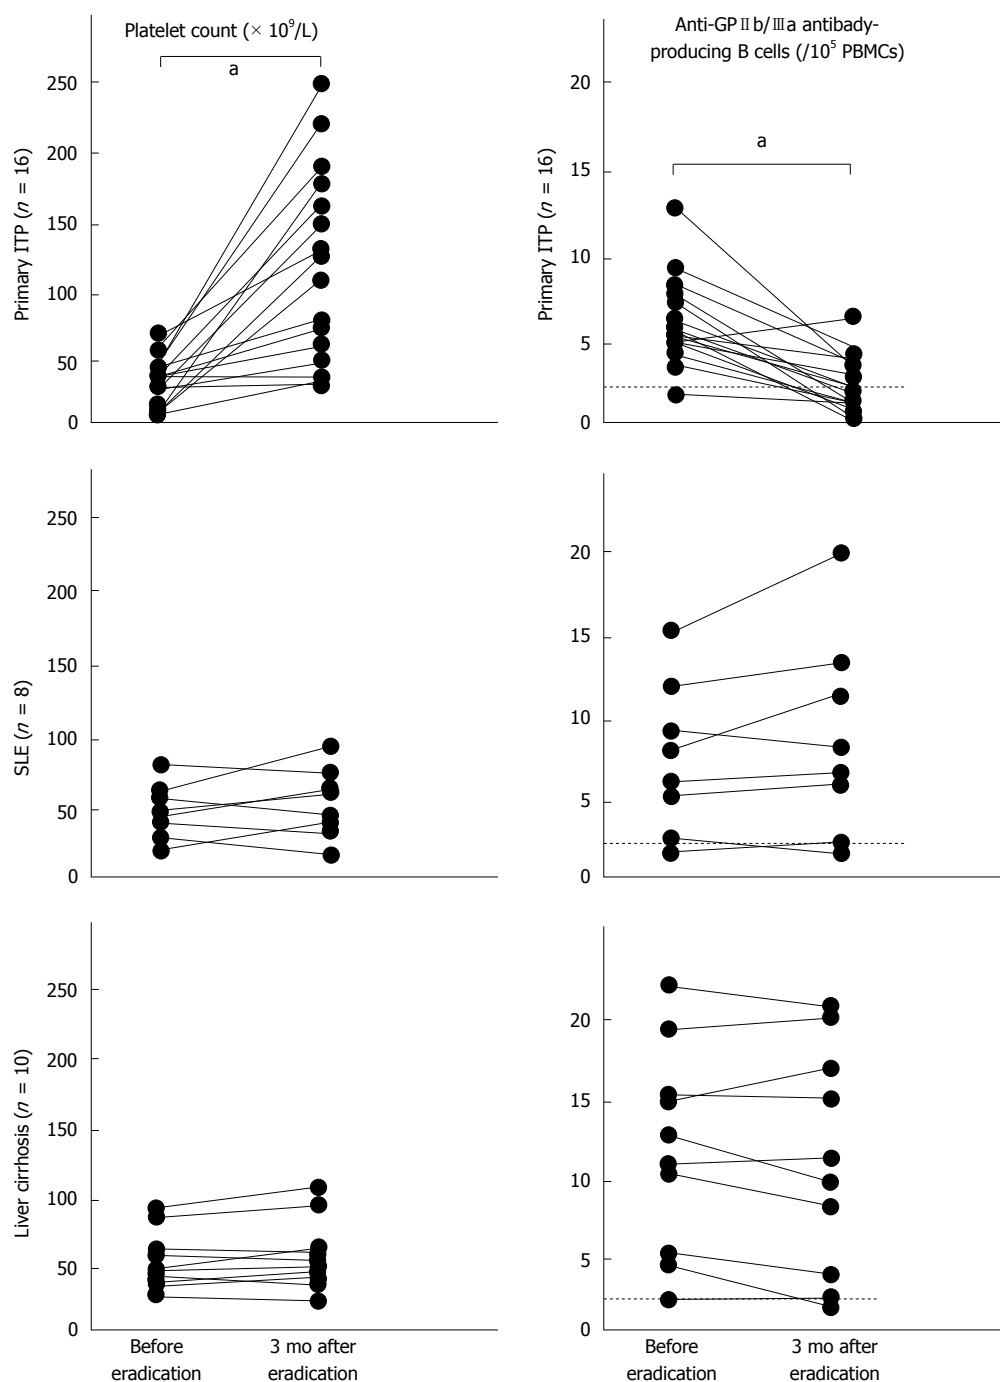 Platelet count (× 10⁹/L)
a
250
200
150
100
50
0
Primary ITP (n = 16)
Anti-GPⅡb/Ⅲa antibady-
producing B cells (/10⁵ PBMCs)
a
20
15
10
5
0
Primary ITP (n = 16)
250
200
150
100
50
0
SLE (n = 8)
20
15
10
5
0
250
200
150
100
50
0
Liver cirrhosis (n = 10)
Before
eradication
3 mo after
eradication
20
15
10
5
0
Before
eradication
3 mo after
eradication